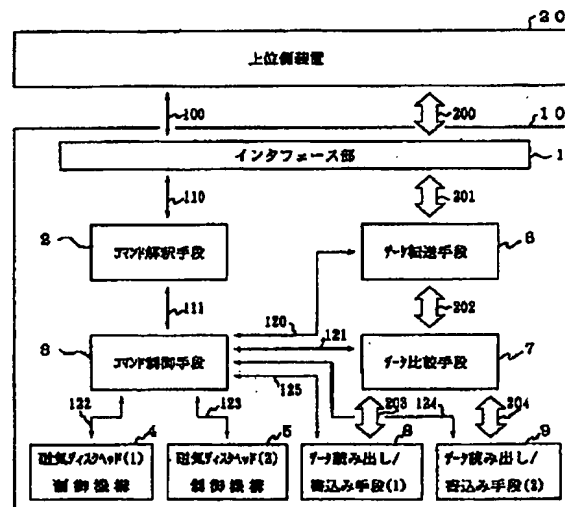 20
上位側装置
100
200
10
インタフェース部
1
110
201
2
コマンド解釈手段
データ転送手段
6
111
120
202
121
3
コマンド制御手段
データ比較手段
7
125
122
123
203
124
204
4
5
8
9
磁気ディスクヘッド(1)
制御機構
磁気ディスクヘッド(2)
制御機構
データ読み出し/
書込み手段(1)
データ読み出し/
書込み手段(2)